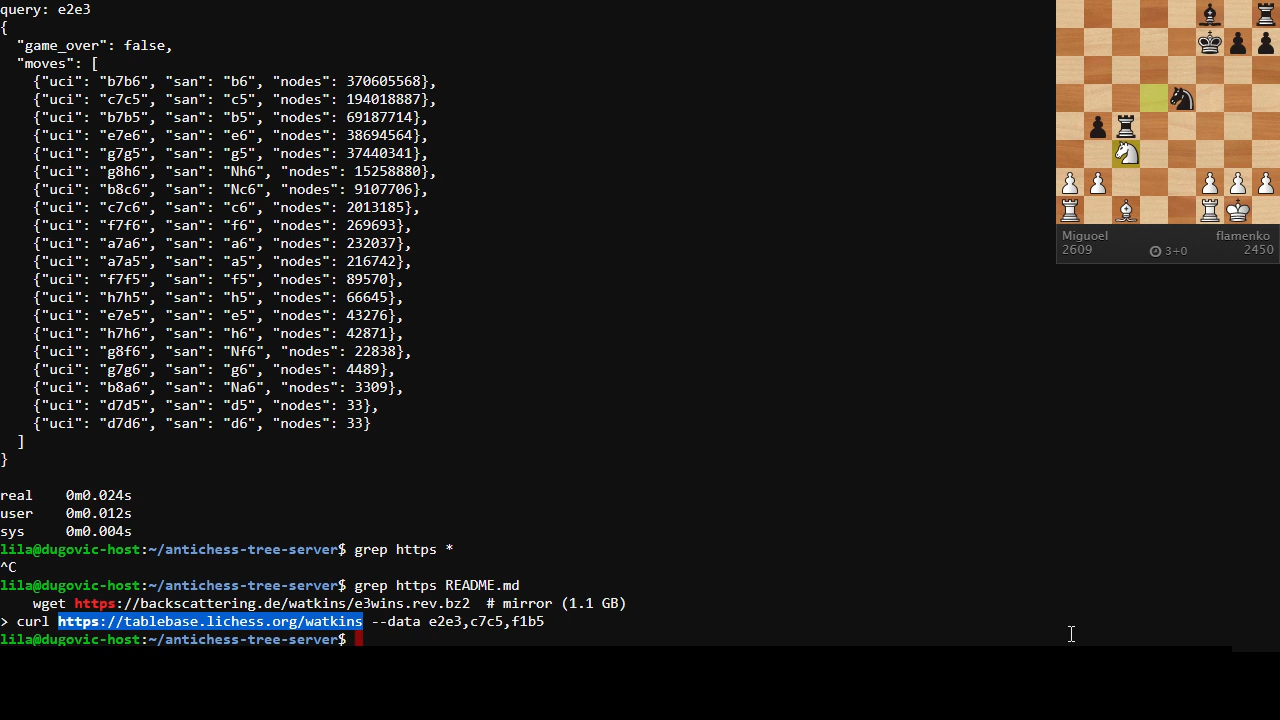 query: e2e3
{
  "game_over": false,
  "moves": [
    {"uci": "b7b6", "san": "b6", "nodes": 370605568},
    {"uci": "c7c5", "san": "c5", "nodes": 194018887},
    {"uci": "b7b5", "san": "b5", "nodes": 69187714},
    {"uci": "e7e6", "san": "e6", "nodes": 38694564},
    {"uci": "g7g5", "san": "g5", "nodes": 37440341},
    {"uci": "g8h6", "san": "Nh6", "nodes": 15258880},
    {"uci": "b8c6", "san": "Nc6", "nodes": 9107706},
    {"uci": "c7c6", "san": "c6", "nodes": 2013185},
    {"uci": "f7f6", "san": "f6", "nodes": 269693},
    {"uci": "a7a6", "san": "a6", "nodes": 232037},
    {"uci": "a7a5", "san": "a5", "nodes": 216742},
    {"uci": "f7f5", "san": "f5", "nodes": 89570},
    {"uci": "h7h5", "san": "h5", "nodes": 66645},
    {"uci": "e7e5", "san": "e5", "nodes": 43276},
    {"uci": "h7h6", "san": "h6", "nodes": 42871},
    {"uci": "g8f6", "san": "Nf6", "nodes": 22838},
    {"uci": "g7g6", "san": "g6", "nodes": 4489},
    {"uci": "b8a6", "san": "Na6", "nodes": 3309},
    {"uci": "d7d5", "san": "d5", "nodes": 33},
    {"uci": "d7d6", "san": "d6", "nodes": 33}
  ]
}
real    0m0.024s
user    0m0.012s
sys     0m0.004s
lila@dugovic-host:~/antichess-tree-server$ grep https *
^C
lila@dugovic-host:~/antichess-tree-server$ grep https README.md
    wget https://backscattering.de/watkins/e3wins.rev.bz2  # mirror (1.1 GB)
> curl https://tablebase.lichess.org/watkins --data e2e3,c7c5,f1b5
lila@dugovic-host:~/antichess-tree-server$
Miguoel flamenko
2609 3+0 2450